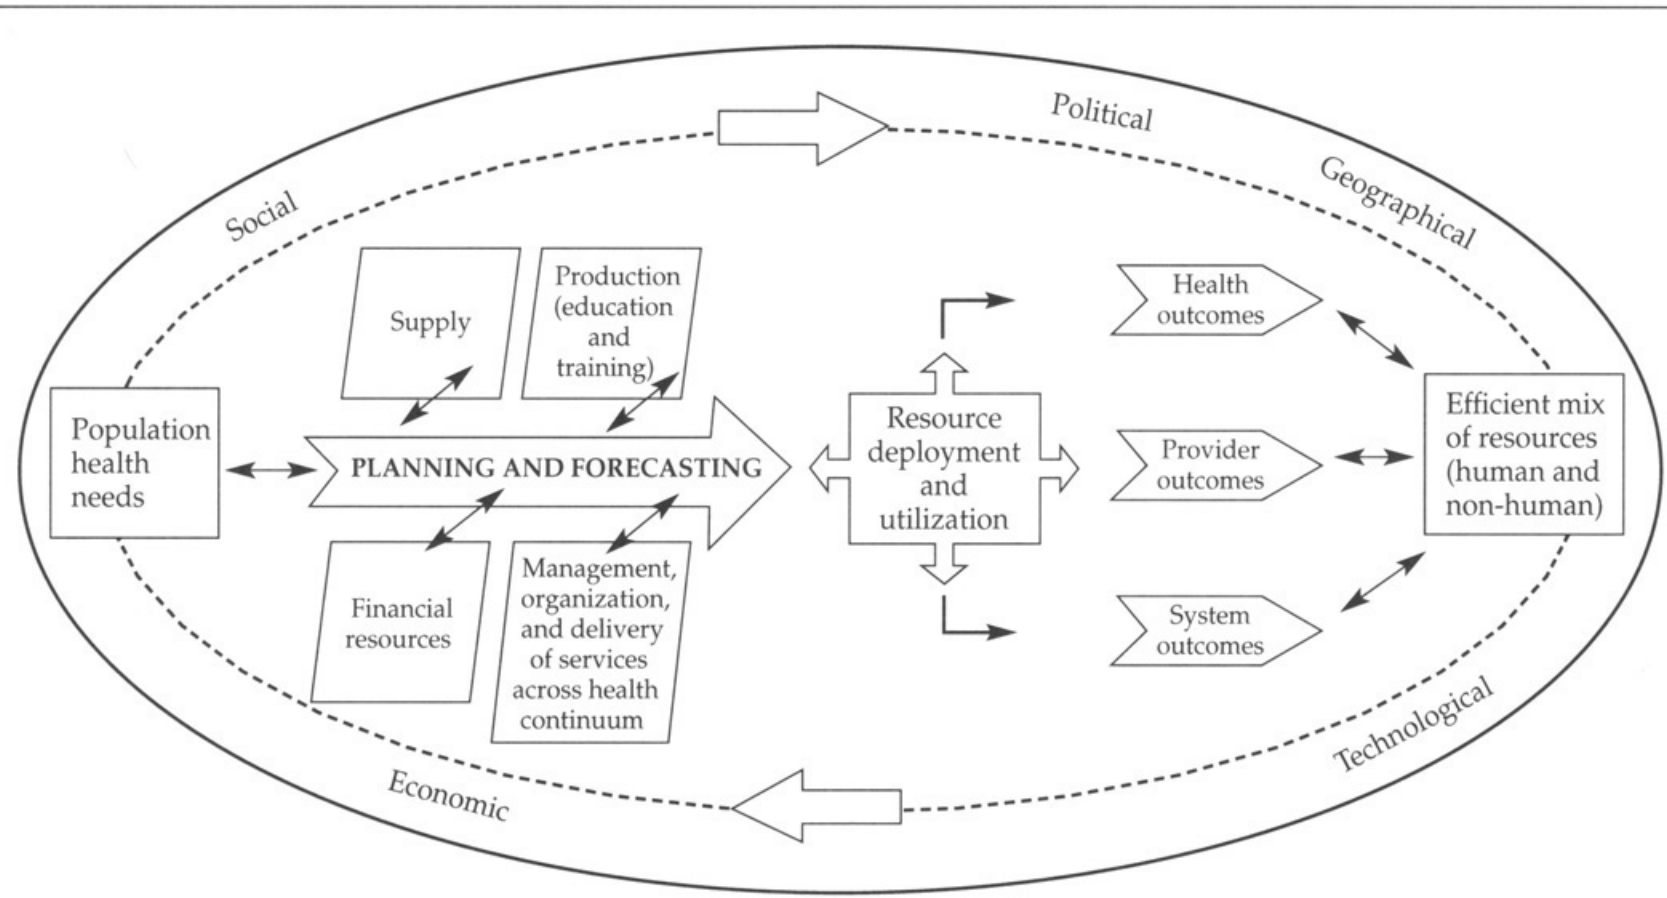 Political
Geographical
Social
Supply
Production
(education
and
training)
Population
health
needs
PLANNING AND FORECASTING
Financial
resources
Management,
organization,
and delivery
of services
across health
continuum
Resource
deployment
and
utilization
Health
outcomes
Provider
outcomes
System
outcomes
Efficient mix
of resources
(human and
non-human)
Technological
Economic